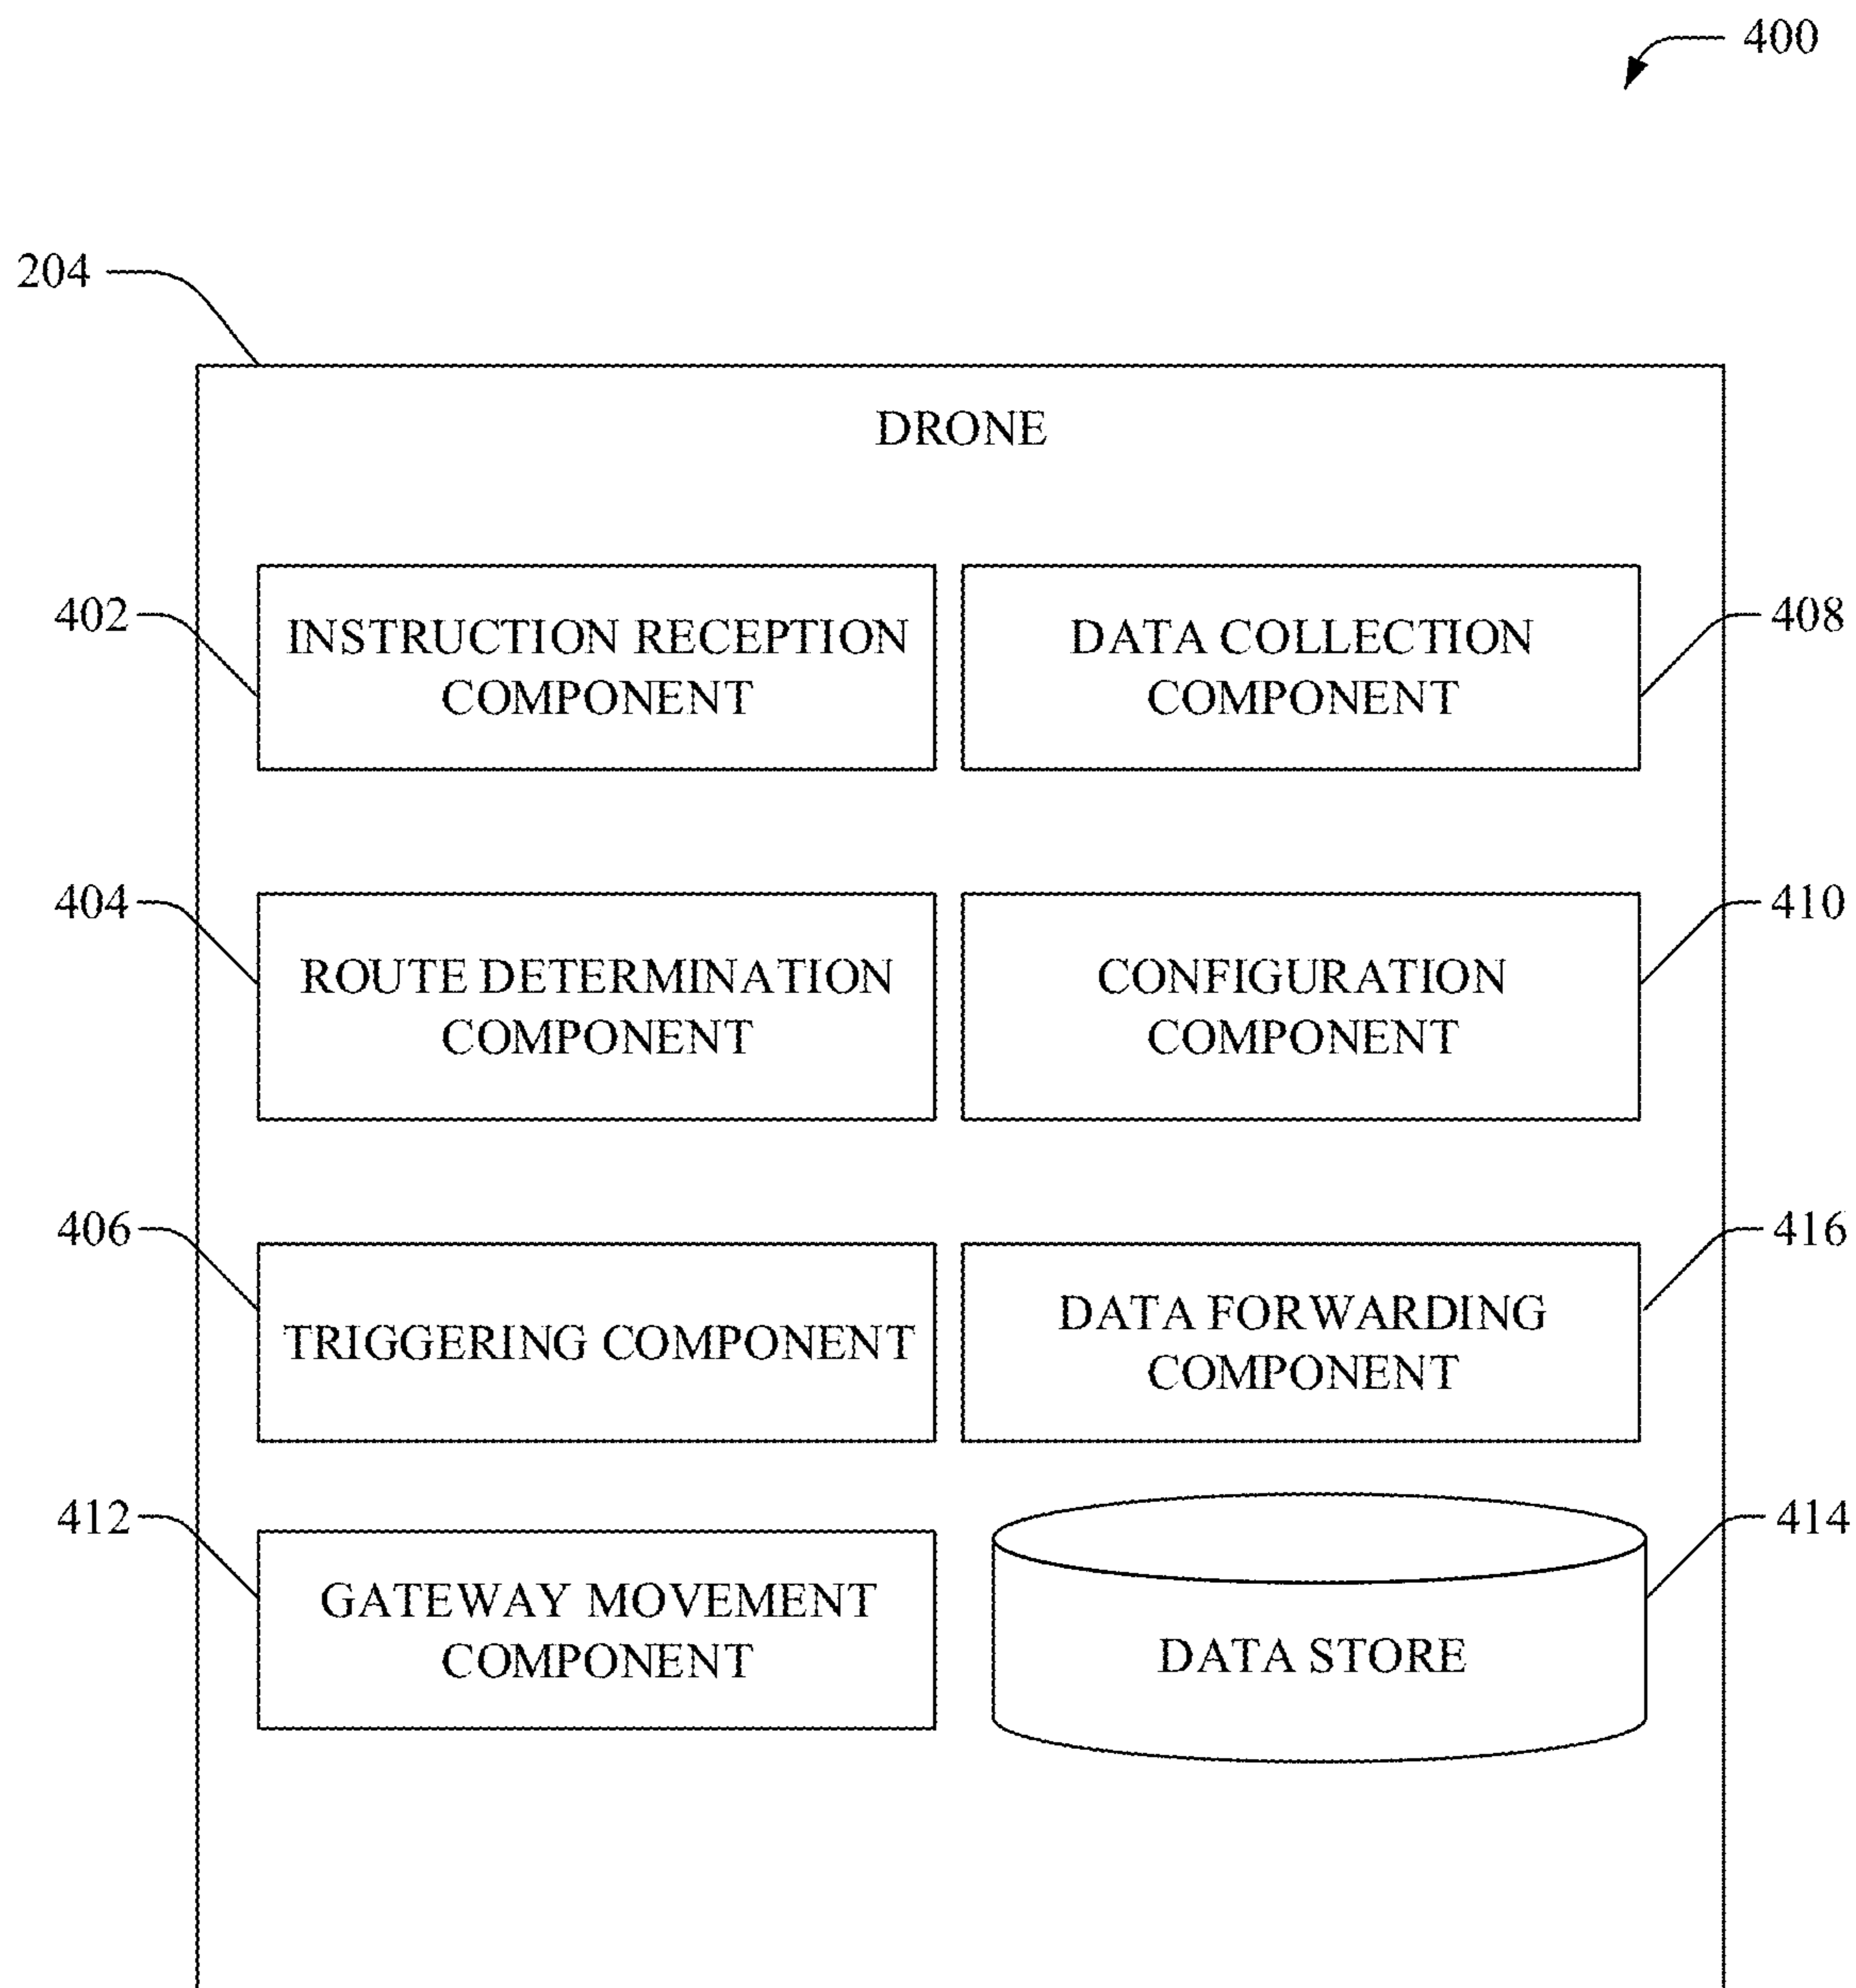 400
204
DRONE
402
INSTRUCTION RECEPTION
COMPONENT
DATA COLLECTION
COMPONENT
408
404
ROUTE DETERMINATION
COMPONENT
CONFIGURATION
COMPONENT
410
406
TRIGGERING COMPONENT
DATA FORWARDING
COMPONENT
416
412
GATEWAY MOVEMENT
COMPONENT
DATA STORE
414